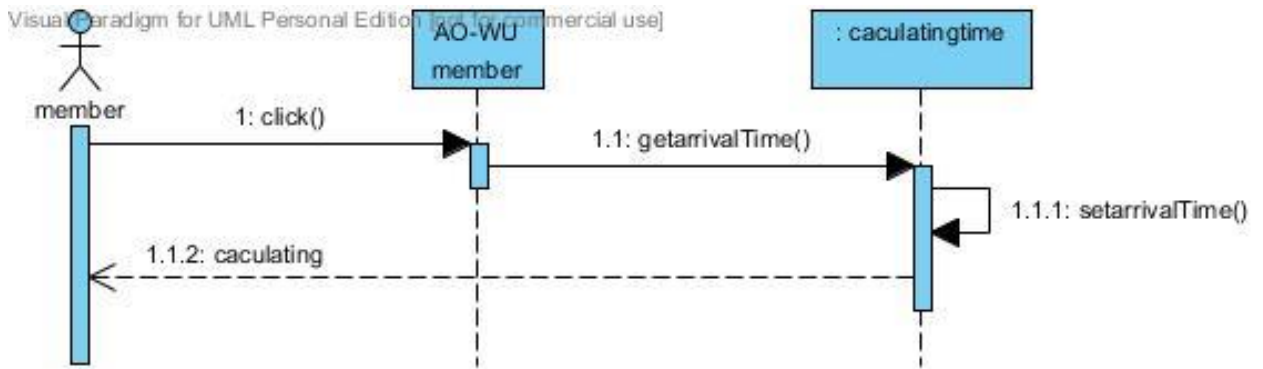 Visual Paradigm for UML Personal Edition [not for commercial use]
AO-WU
member
: caculatingtime
member
1: click()
1.1: getarrivalTime()
1.1.1: setarrivalTime()
1.1.2: caculating